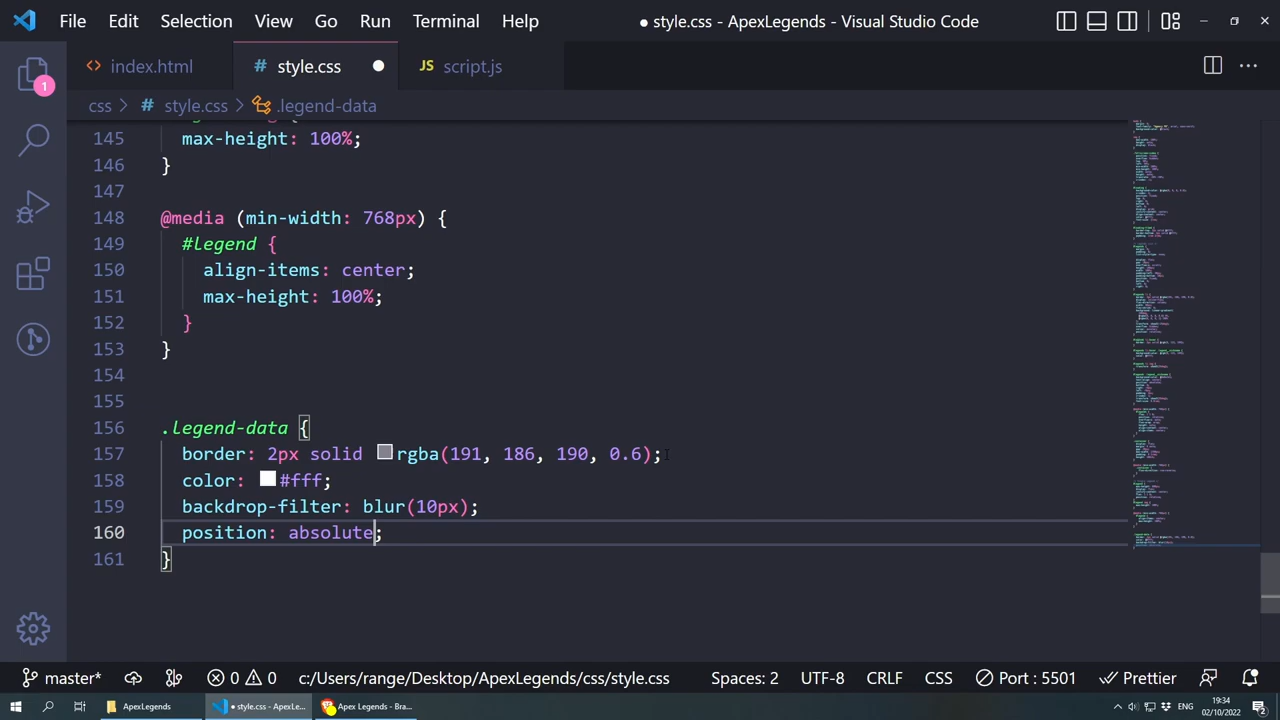 File Edit Selection View Go Run Terminal Help ● style.css - ApexLegends - Visual Studio Code
1 <> index.html # style.css ● JS script.js
css > # style.css > .legend-data
145 max-height: 100%;
146 }
147
148 @media (min-width: 768px) {
149 #legend {
150 align-items: center;
151 max-height: 100%;
152 }
153 }
154
155
156 .legend-data {
157 border: 2px solid rgba(191, 186, 190, 0.6);
158 color: #fff;
159 backdrop-filter: blur(10px);
160 position: absolute;
161 }
master* 0 0 c:/Users/range/Desktop/ApexLegends/css/style.css Spaces: 2 UTF-8 CRLF CSS Port : 5501 Prettier
ApexLegends ● style.css - ApexLe... Apex Legends - Bra... ENG 19:34
02/10/2022 2